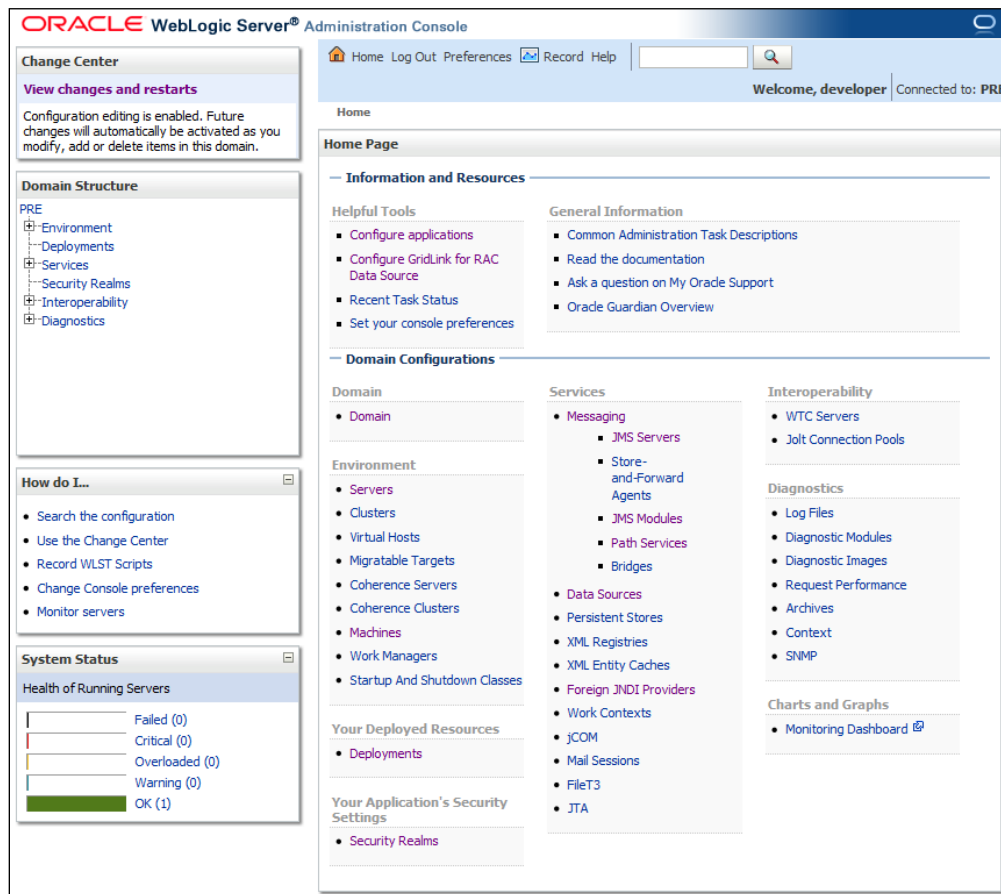 ORACLE WebLogic Server® Administration Console
Change Center
View changes and restarts
Configuration editing is enabled. Future
changes will automatically be activated as you
modify, add or delete items in this domain.
Domain Structure
PRE
Environment
Deployments
Services
Security Realms
Interoperability
Diagnostics
How do I...
Search the configuration
Use the Change Center
Record WLST Scripts
Change Console preferences
Monitor servers
System Status
Health of Running Servers
Failed (0)
Critical (0)
Overloaded (0)
Warning (0)
OK (1)
Home Log Out Preferences Record Help
Welcome, developer Connected to: PRE
Home
Home Page
Information and Resources
Helpful Tools
Configure applications
Configure GridLink for RAC
Data Source
Recent Task Status
Set your console preferences
General Information
Common Administration Task Descriptions
Read the documentation
Ask a question on My Oracle Support
Oracle Guardian Overview
Domain Configurations
Domain
Domain
Environment
Servers
Clusters
Virtual Hosts
Migratable Targets
Coherence Servers
Coherence Clusters
Machines
Work Managers
Startup And Shutdown Classes
Your Deployed Resources
Deployments
Your Application's Security
Settings
Security Realms
Services
Messaging
JMS Servers
Store-
and-Forward
Agents
JMS Modules
Path Services
Bridges
Data Sources
Persistent Stores
XML Registries
XML Entity Caches
Foreign JNDI Providers
Work Contexts
jCOM
Mail Sessions
FileT3
JTA
Interoperability
WTC Servers
Jolt Connection Pools
Diagnostics
Log Files
Diagnostic Modules
Diagnostic Images
Request Performance
Archives
Context
SNMP
Charts and Graphs
Monitoring Dashboard